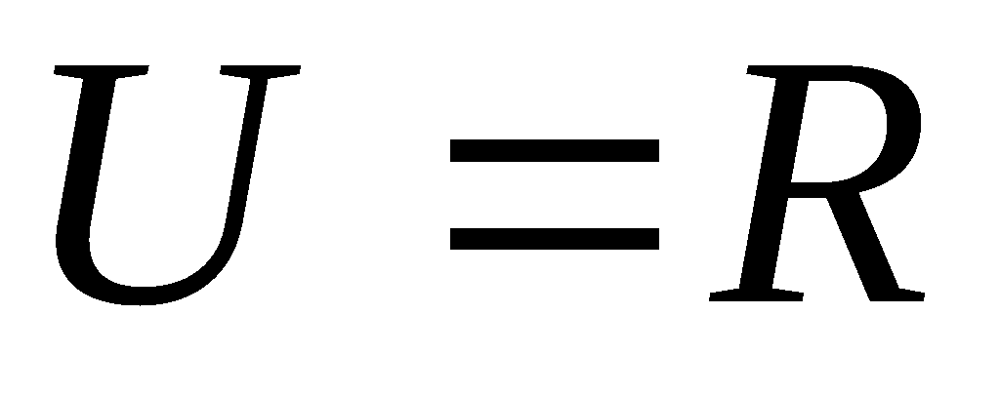 U = R